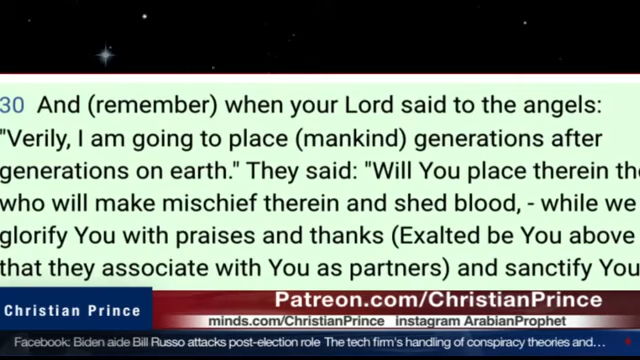 30 And (remember) when your Lord said to the angels:
"Verily, I am going to place (mankind) generations after
generations on earth." They said: "Will You place therein
who will make mischief therein and shed blood, - while we
glorify You with praises and thanks (Exalted be You above
that they associate with You as partners) and sanctify You
Christian Prince
Patreon.com/ChristianPrince
minds.com/ChristianPrince instagram ArabianProphet
Facebook: Biden aide Bill Russo attacks post-election role The tech firm's handling of conspiracy theories and...